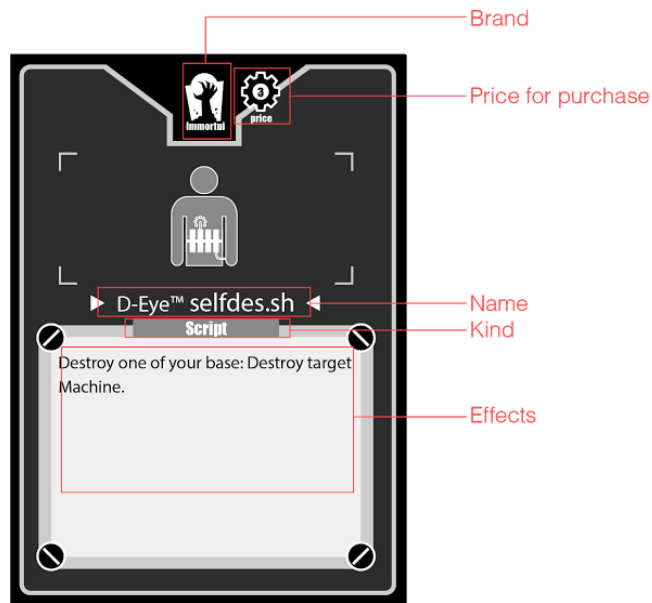 Brand
Immortui
3
price
Price for purchase
D-Eye™ selfdes.sh
Name
Script
Kind
Destroy one of your base: Destroy target
Machine.
Effects